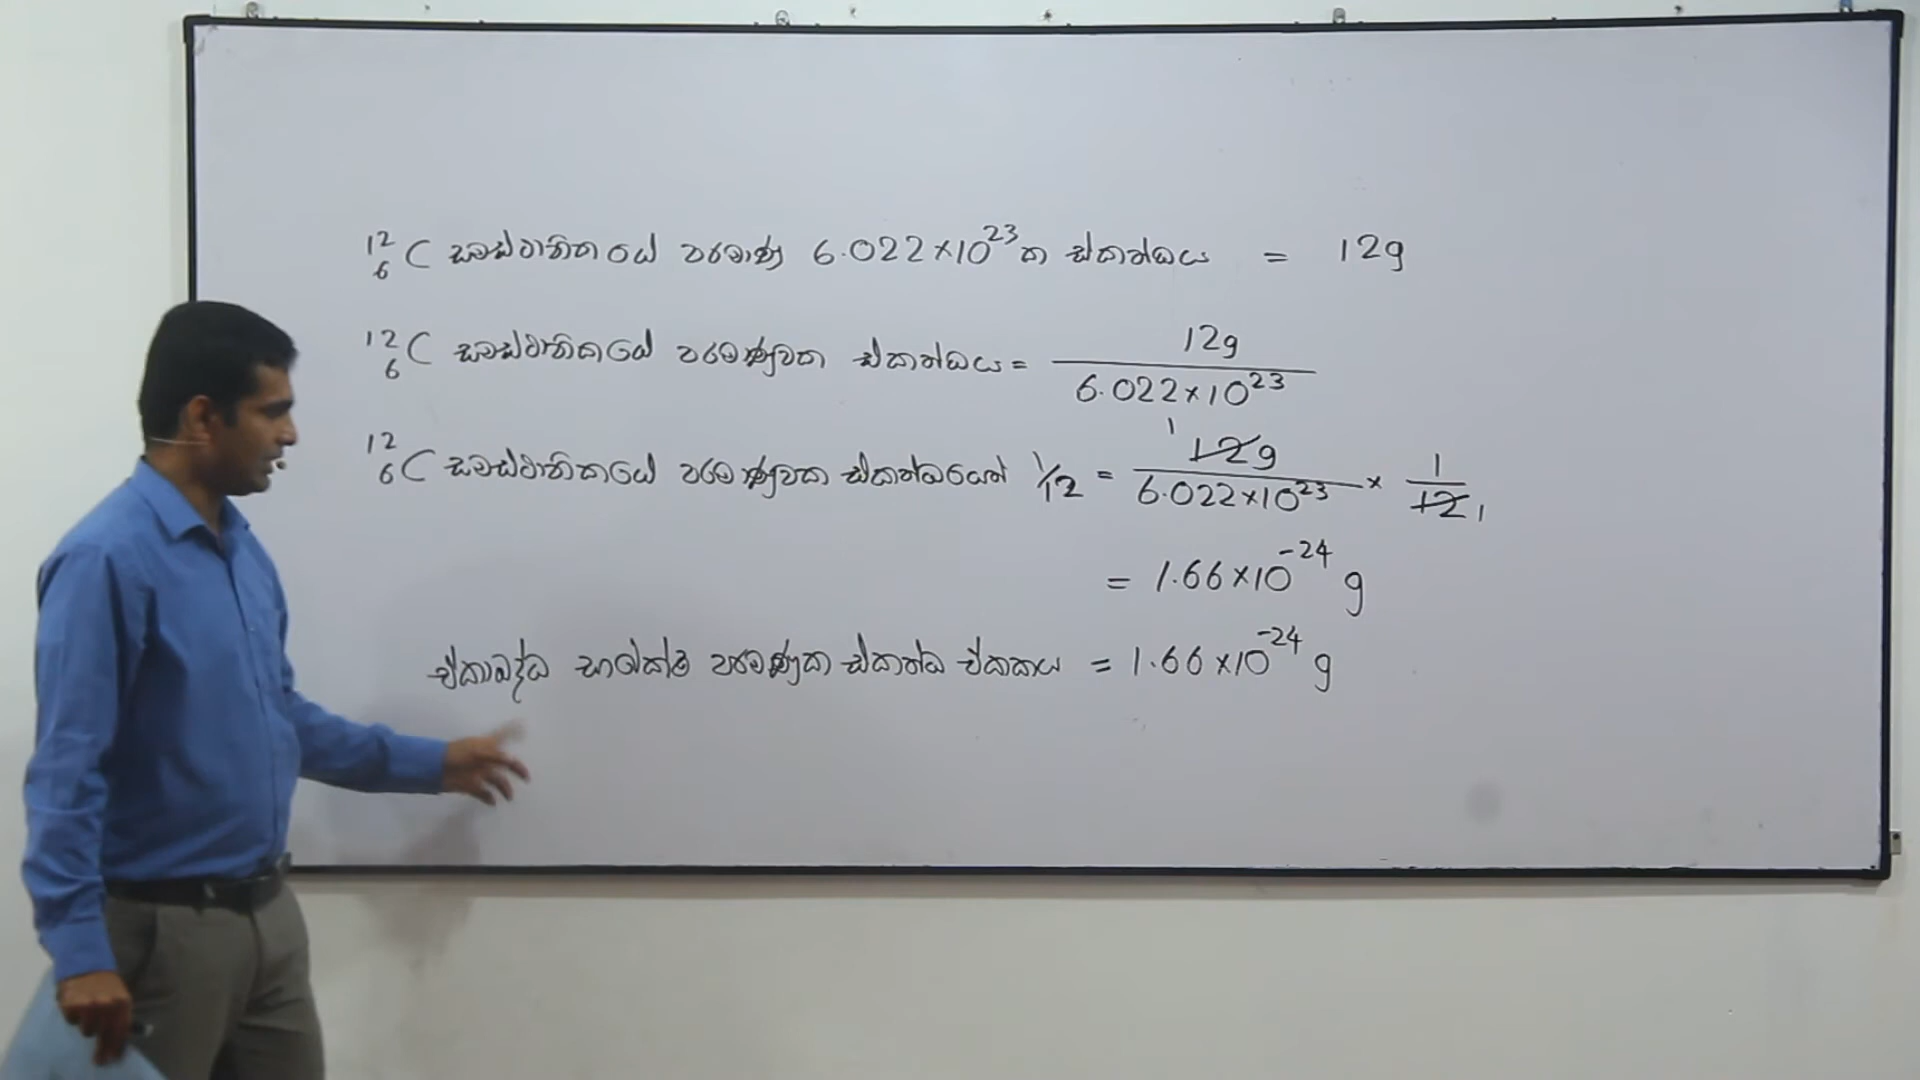 ¹²₆C සමස්ථානිකයේ පරමාණු 6.022×10²³ක ස්කන්ධය = 12g
¹²₆C සමස්ථානිකයේ පරමාණුවක ස්කන්ධය = 12g / 6.022×10²³
¹²₆C සමස්ථානිකයේ පරමාණුවක ස්කන්ධයෙන් 1/12 = 12g / 6.022×10²³ × 1/12
= 1.66×10⁻²⁴ g
ඒකාබද්ධ සාපේක්ෂ පරමාණුක ස්කන්ධ ඒකකය = 1.66×10⁻²⁴ g